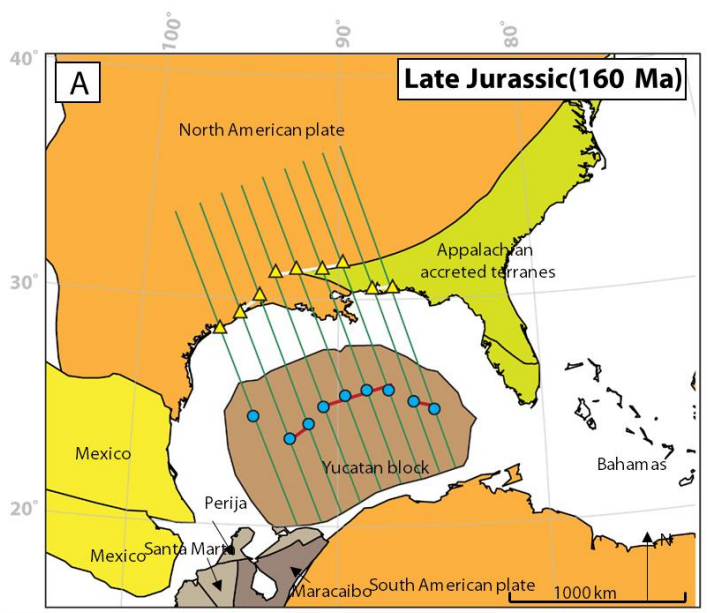 100°
90°
80°
40°
A
Late Jurassic(160 Ma)
North American plate
Appalachian
accreted terranes
30°
Mexico
Yucatan block
Bahamas
20°
Perija
N
Mexico
Santa Marta
Maracaibo
South American plate
1000 km